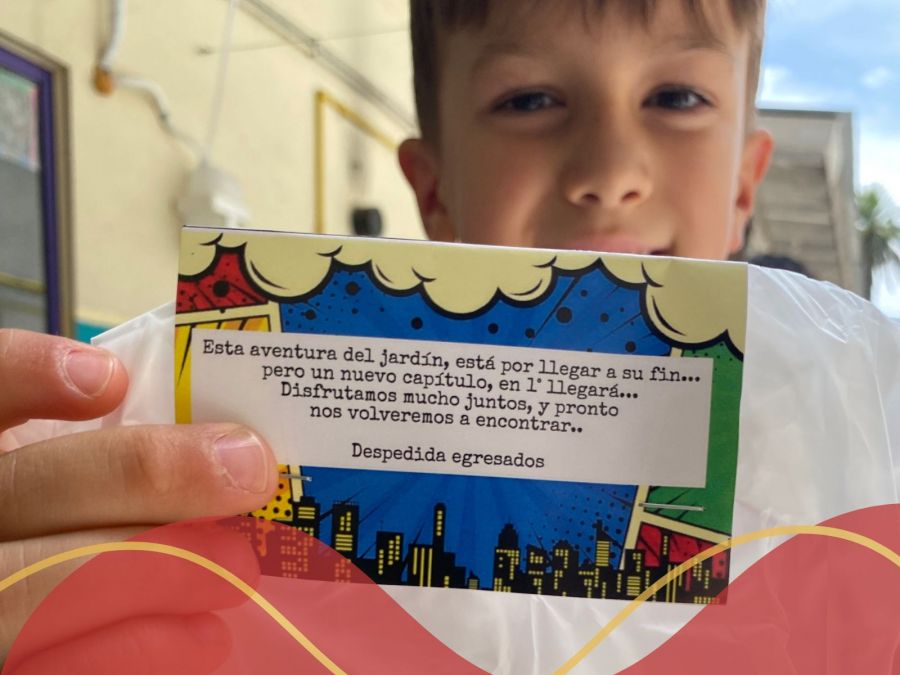 Esta aventura del jardín, está por llegar a su fin...
pero un nuevo capítulo, en 1° llegará...
Disfrutamos mucho juntos, y pronto
nos volveremos a encontrar..
Despedida egresados